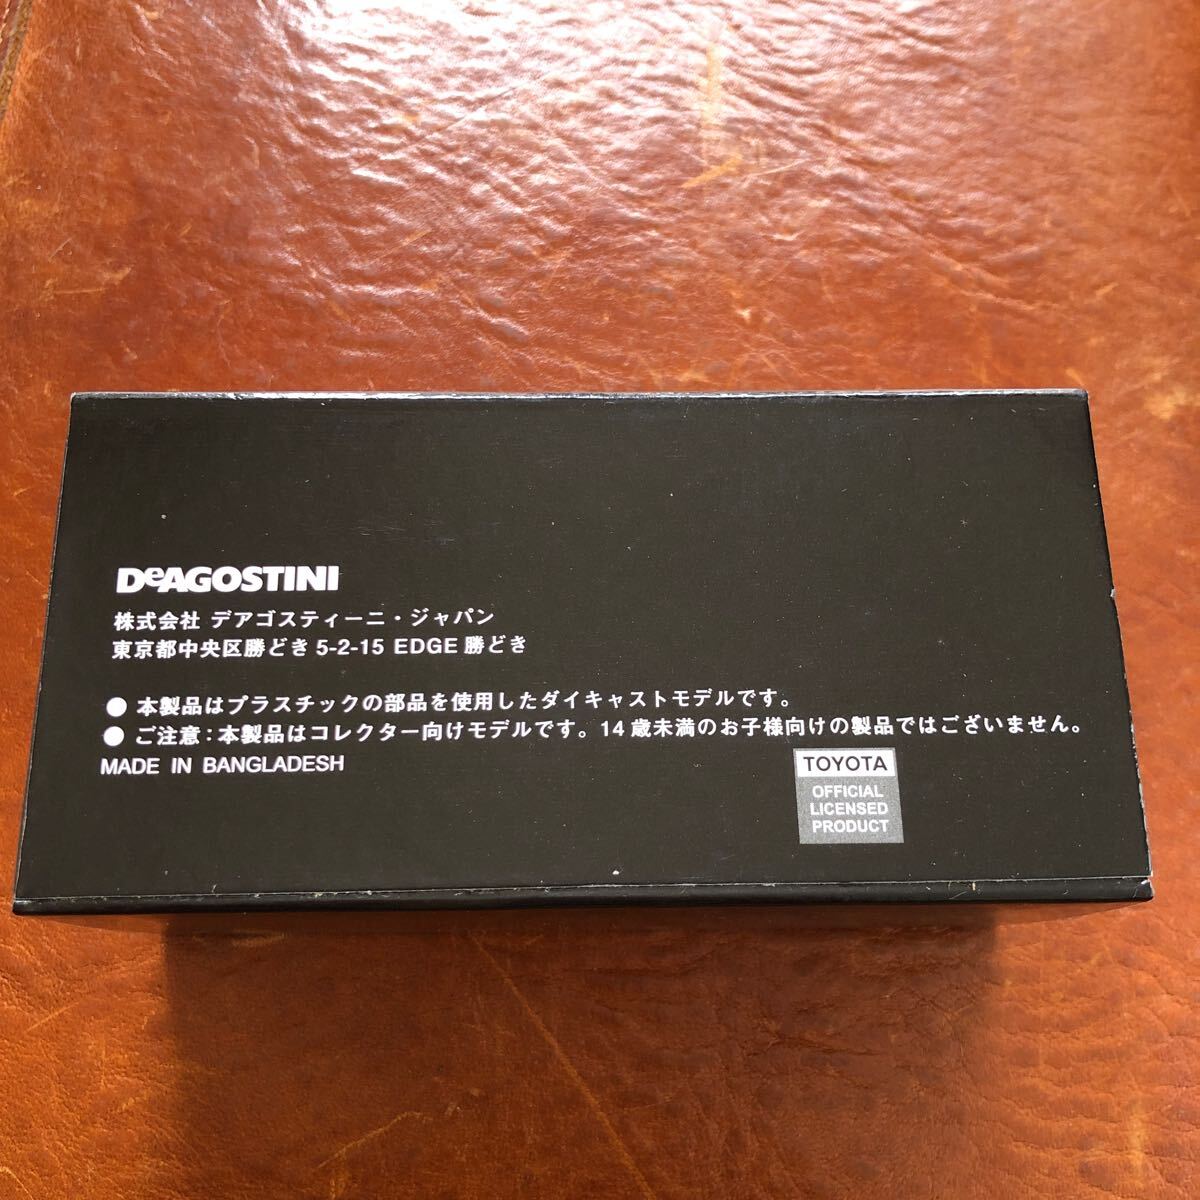 DeAGOSTINI
株式会社 デアゴスティーニ・ジャパン
東京都中央区勝どき 5-2-15 EDGE 勝どき
● 本製品はプラスチックの部品を使用したダイキャストモデルです。
● ご注意：本製品はコレクター向けモデルです。14 歳未満のお子様向けの製品ではございません。
MADE IN BANGLADESH
TOYOTA
OFFICIAL
LICENSED
PRODUCT